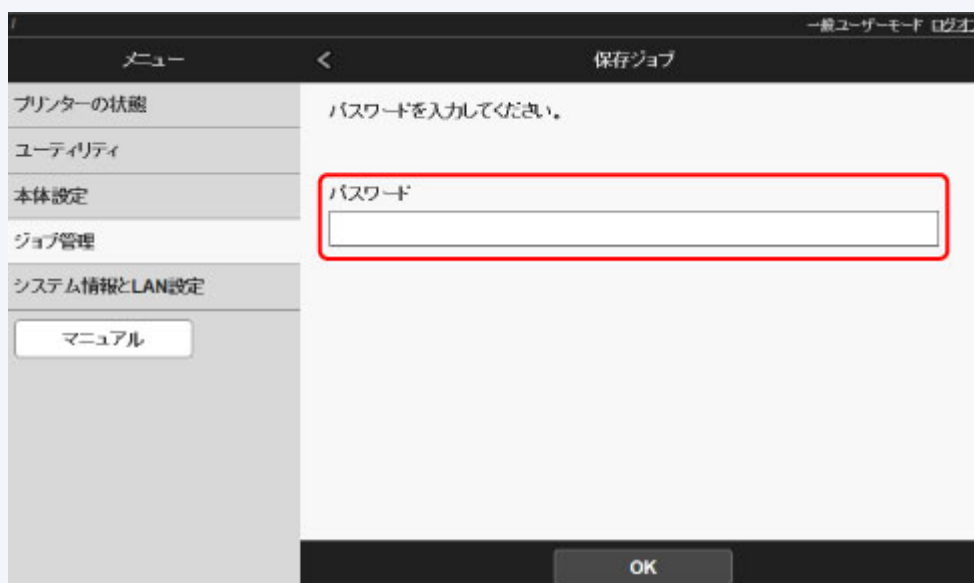 一般ユーザーモード ログオフ
メニュー
保存ジョブ
プリンターの状態
ユーティリティ
本体設定
ジョブ管理
システム情報とLAN設定
マニュアル
パスワードを入力してください。
パスワード
OK